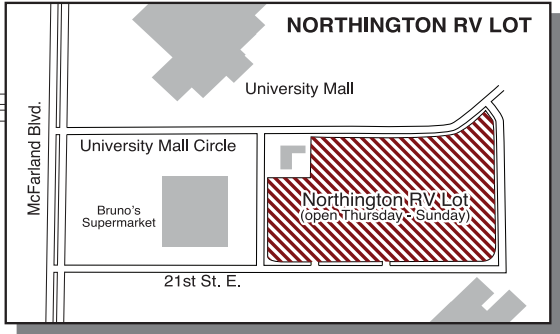 NORTHINGTON RV LOT
University Mall
McFarland Blvd.
University Mall Circle
Bruno's
Supermarket
Northington RV Lot
(open Thursday - Sunday)
21st St. E.